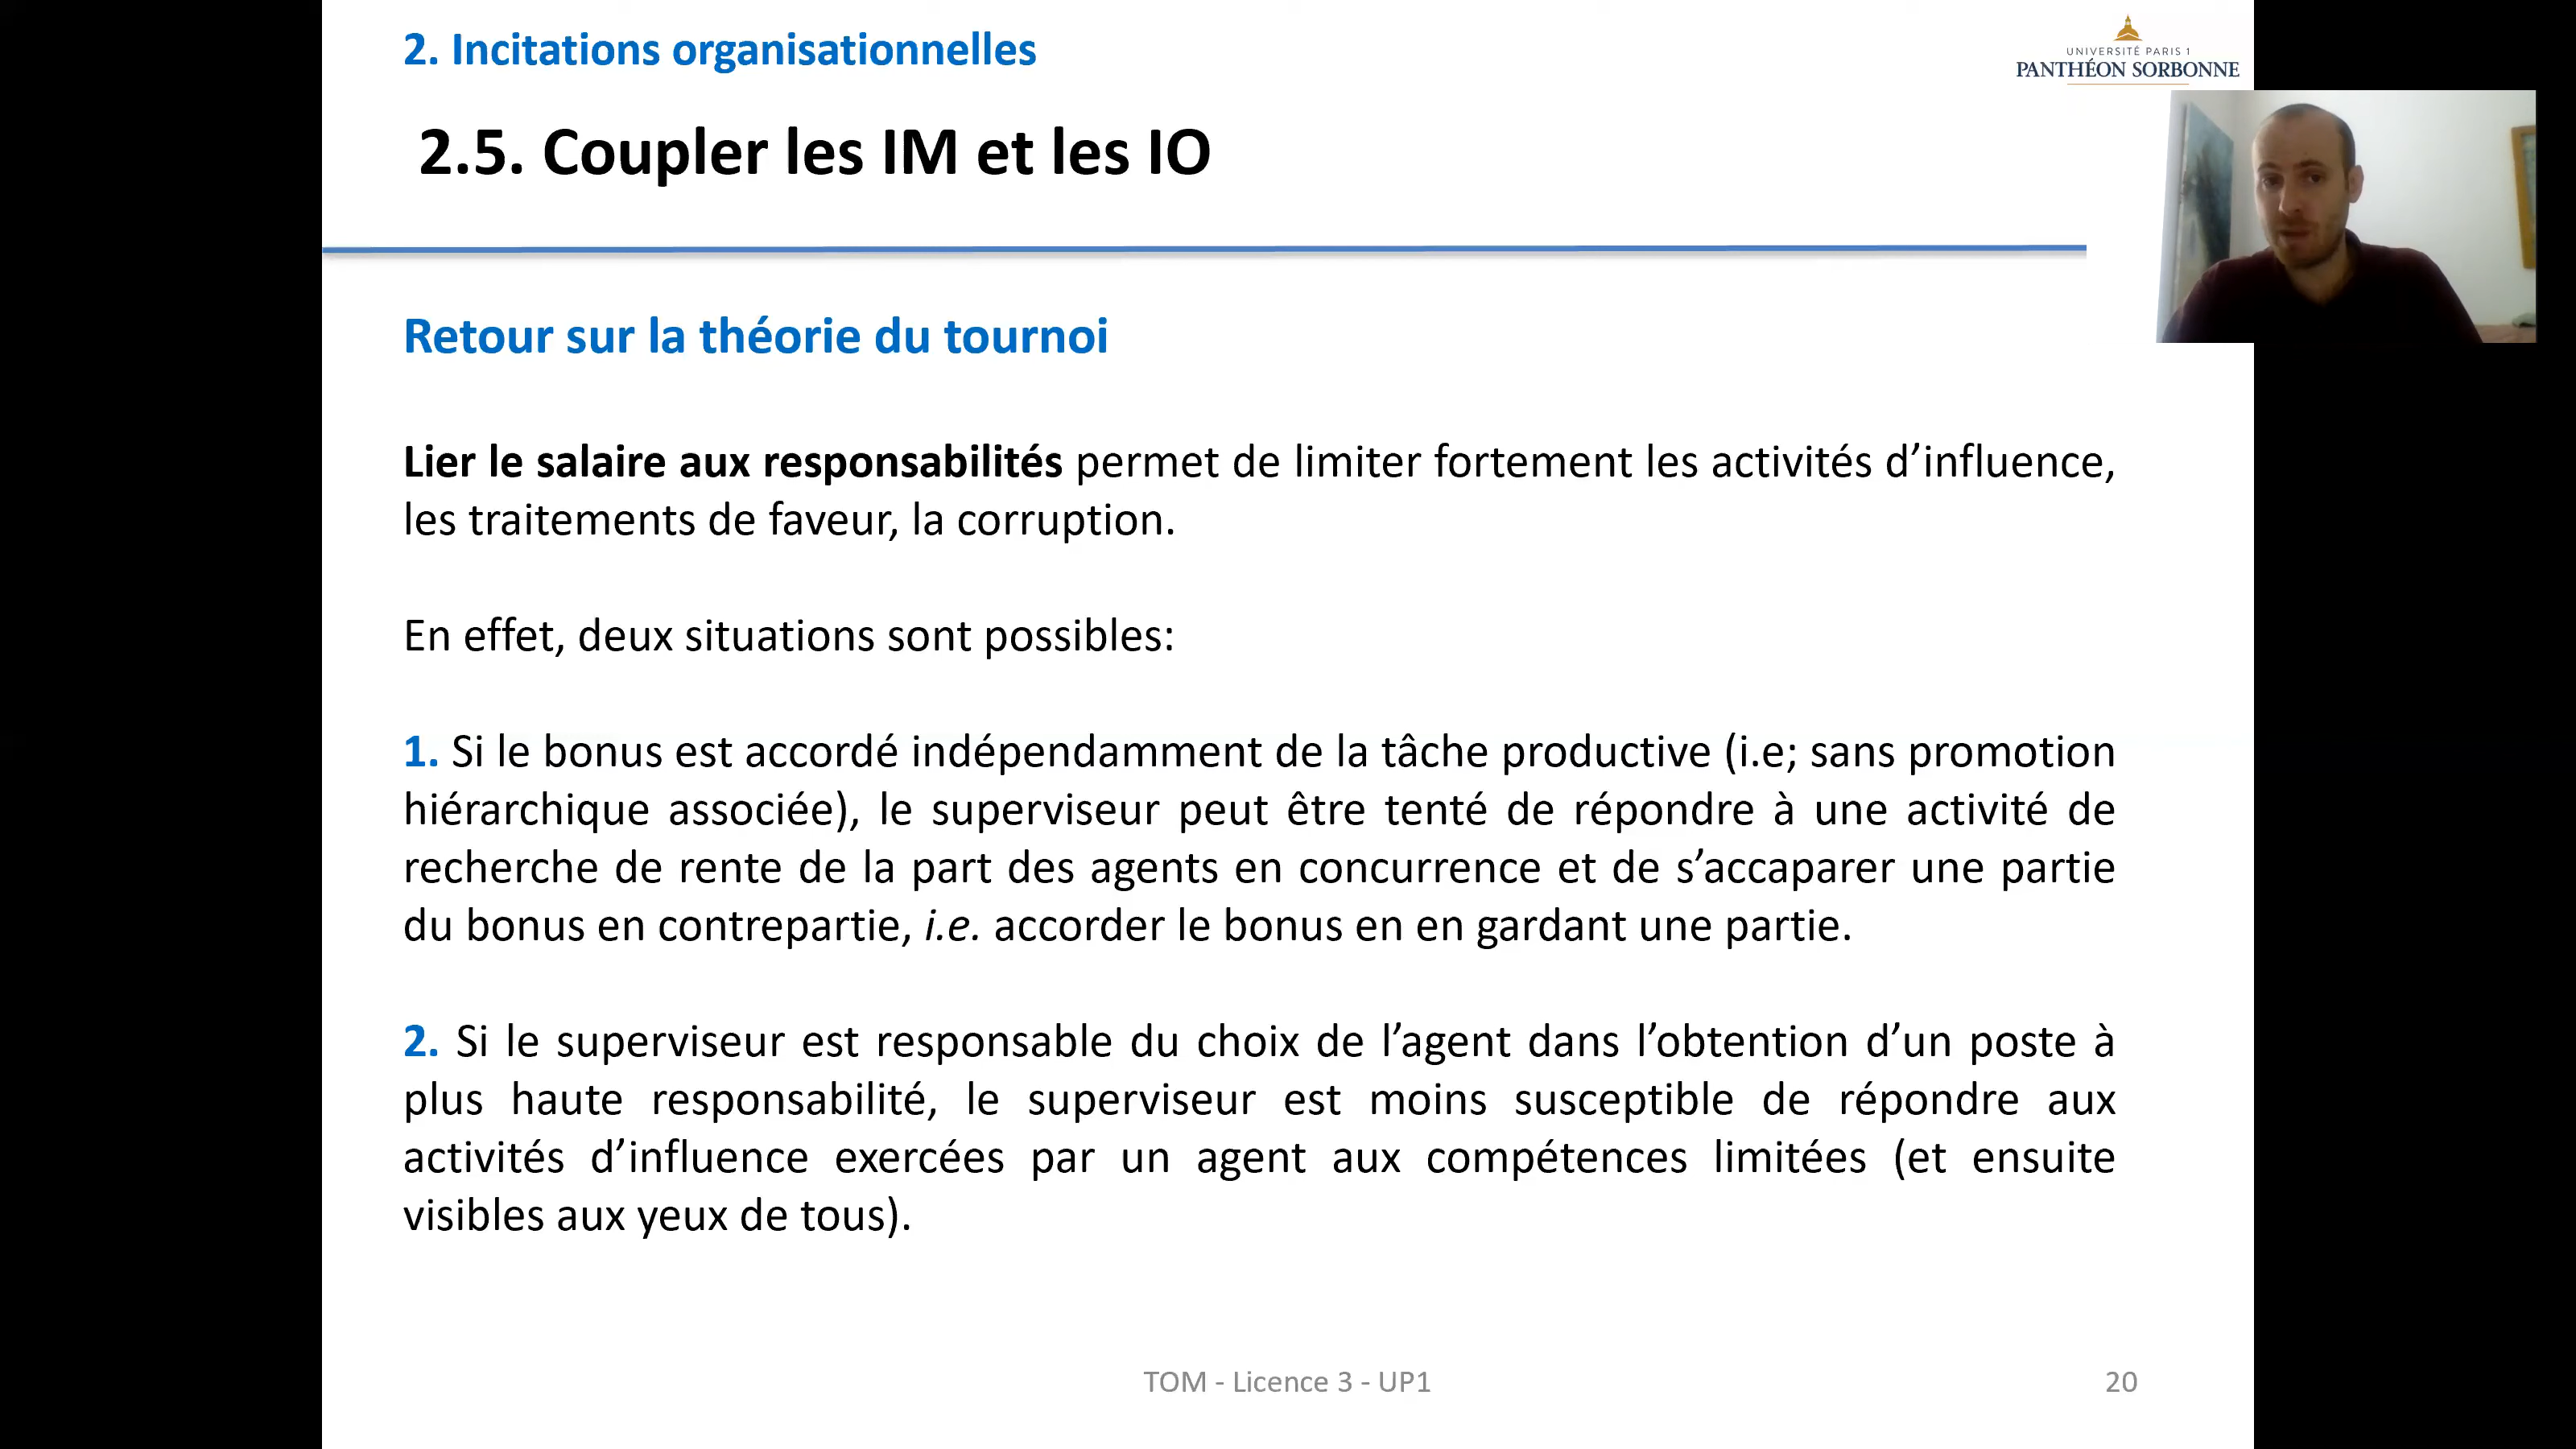 2. Incitations organisationnelles
UNIVERSITÉ PARIS 1
PANTHÉON SORBONNE
2.5. Coupler les IM et les IO
Retour sur la théorie du tournoi
Lier le salaire aux responsabilités permet de limiter fortement les activités d’influence,
les traitements de faveur, la corruption.
En effet, deux situations sont possibles:
1. Si le bonus est accordé indépendamment de la tâche productive (i.e; sans promotion
hiérarchique associée), le superviseur peut être tenté de répondre à une activité de
recherche de rente de la part des agents en concurrence et de s’accaparer une partie
du bonus en contrepartie, i.e. accorder le bonus en en gardant une partie.
2. Si le superviseur est responsable du choix de l’agent dans l’obtention d’un poste à
plus haute responsabilité, le superviseur est moins susceptible de répondre aux
activités d’influence exercées par un agent aux compétences limitées (et ensuite
visibles aux yeux de tous).
TOM - Licence 3 - UP1
20